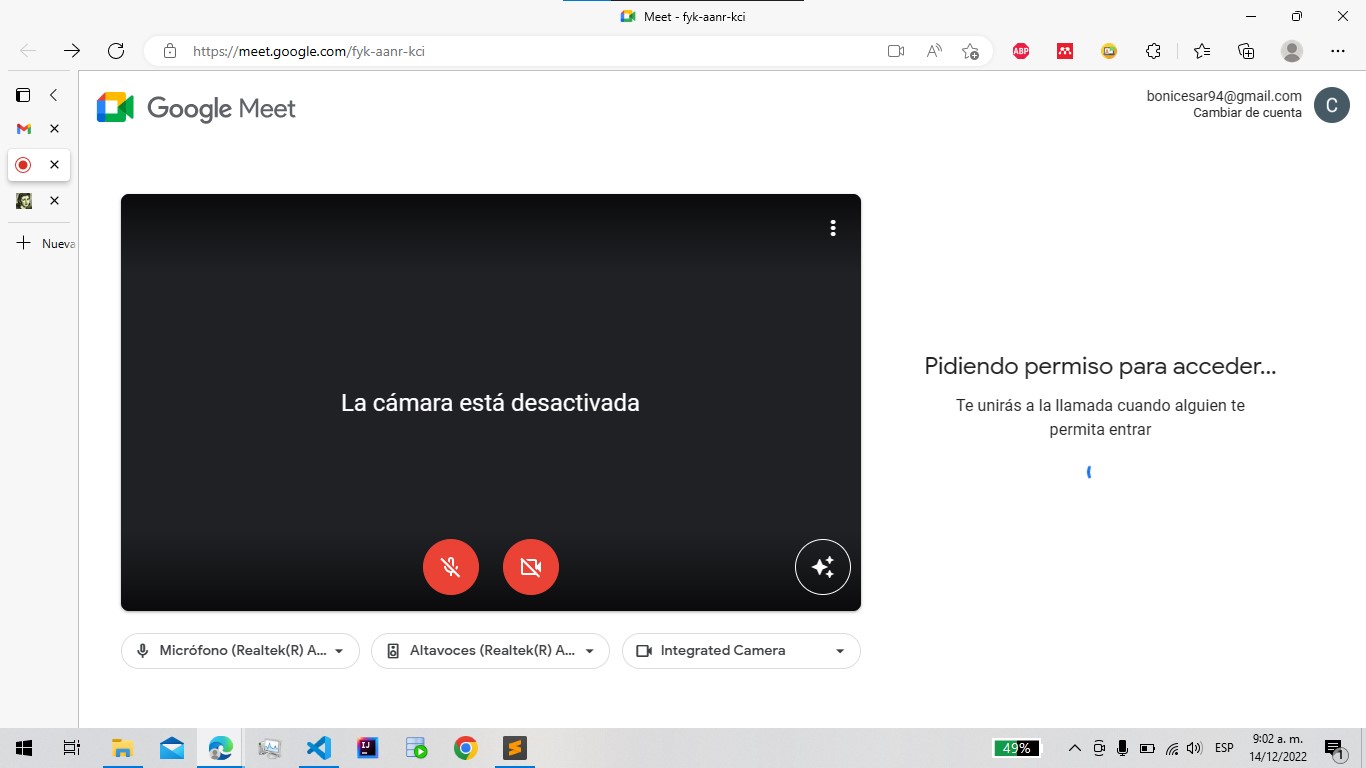 Meet - fyk-aanr-kci
https://meet.google.com/fyk-aanr-kci
ABP
Nueva
Google Meet
bonicesar94@gmail.com
Cambiar de cuenta
C
La cámara está desactivada
Pidiendo permiso para acceder...
Te unirás a la llamada cuando alguien te
permita entrar
Micrófono (Realtek(R) A...
Altavoces (Realtek(R) A...
Integrated Camera
IJ
49%
ESP
9:02 a. m.
14/12/2022
1